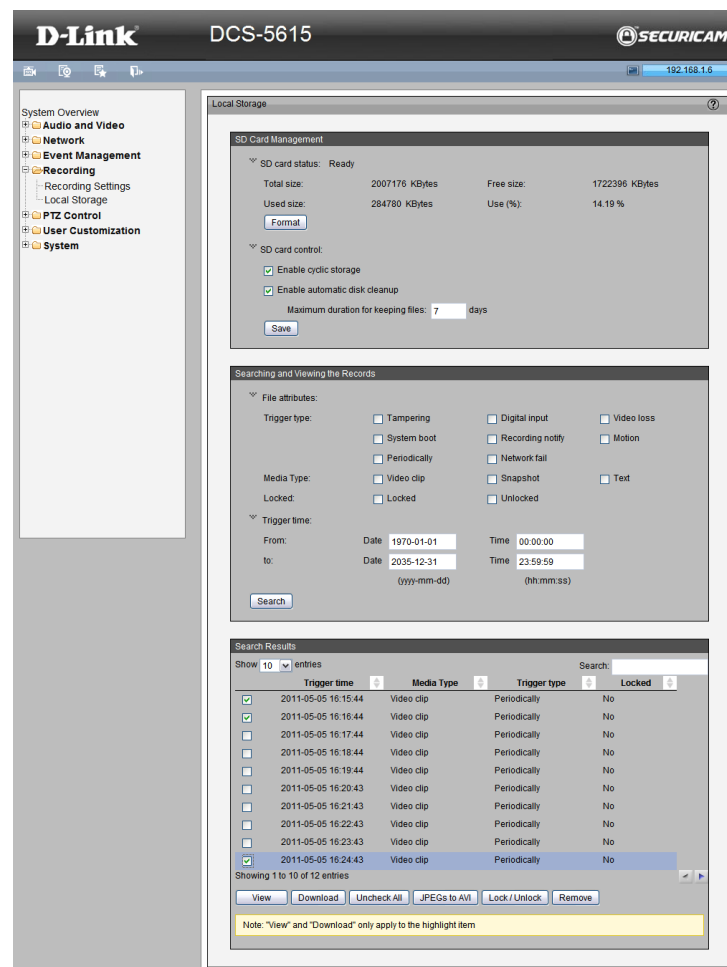 D-Link
DCS-5615
SECURICAM
192.168.1.6
System Overview
Audio and Video
Network
Event Management
Recording
Recording Settings
Local Storage
PTZ Control
User Customization
System
Local Storage
SD Card Management
SD card status: Ready
Total size: 2007176 KBytes Free size: 1722396 KBytes
Used size: 284780 KBytes Use (%): 14.19 %
Format
SD card control:
Enable cyclic storage
Enable automatic disk cleanup
Maximum duration for keeping files: 7 days
Save
Searching and Viewing the Records
File attributes:
Trigger type: Tampering Digital input Video loss
System boot Recording notify Motion
Periodically Network fail
Media Type: Video clip Snapshot Text
Locked: Locked Unlocked
Trigger time:
From: Date 1970-01-01 Time 00:00:00
to: Date 2035-12-31 Time 23:59:59
(yyyy-mm-dd) (hh:mm:ss)
Search
Search Results
Show 10 entries Search:
Trigger time Media Type Trigger type Locked
2011-05-05 16:15:44 Video clip Periodically No
2011-05-05 16:16:44 Video clip Periodically No
2011-05-05 16:17:44 Video clip Periodically No
2011-05-05 16:18:44 Video clip Periodically No
2011-05-05 16:19:44 Video clip Periodically No
2011-05-05 16:20:43 Video clip Periodically No
2011-05-05 16:21:43 Video clip Periodically No
2011-05-05 16:22:43 Video clip Periodically No
2011-05-05 16:23:43 Video clip Periodically No
2011-05-05 16:24:43 Video clip Periodically No
Showing 1 to 10 of 12 entries
View Download Uncheck All JPEGs to AVI Lock / Unlock Remove
Note: "View" and "Download" only apply to the highlight item